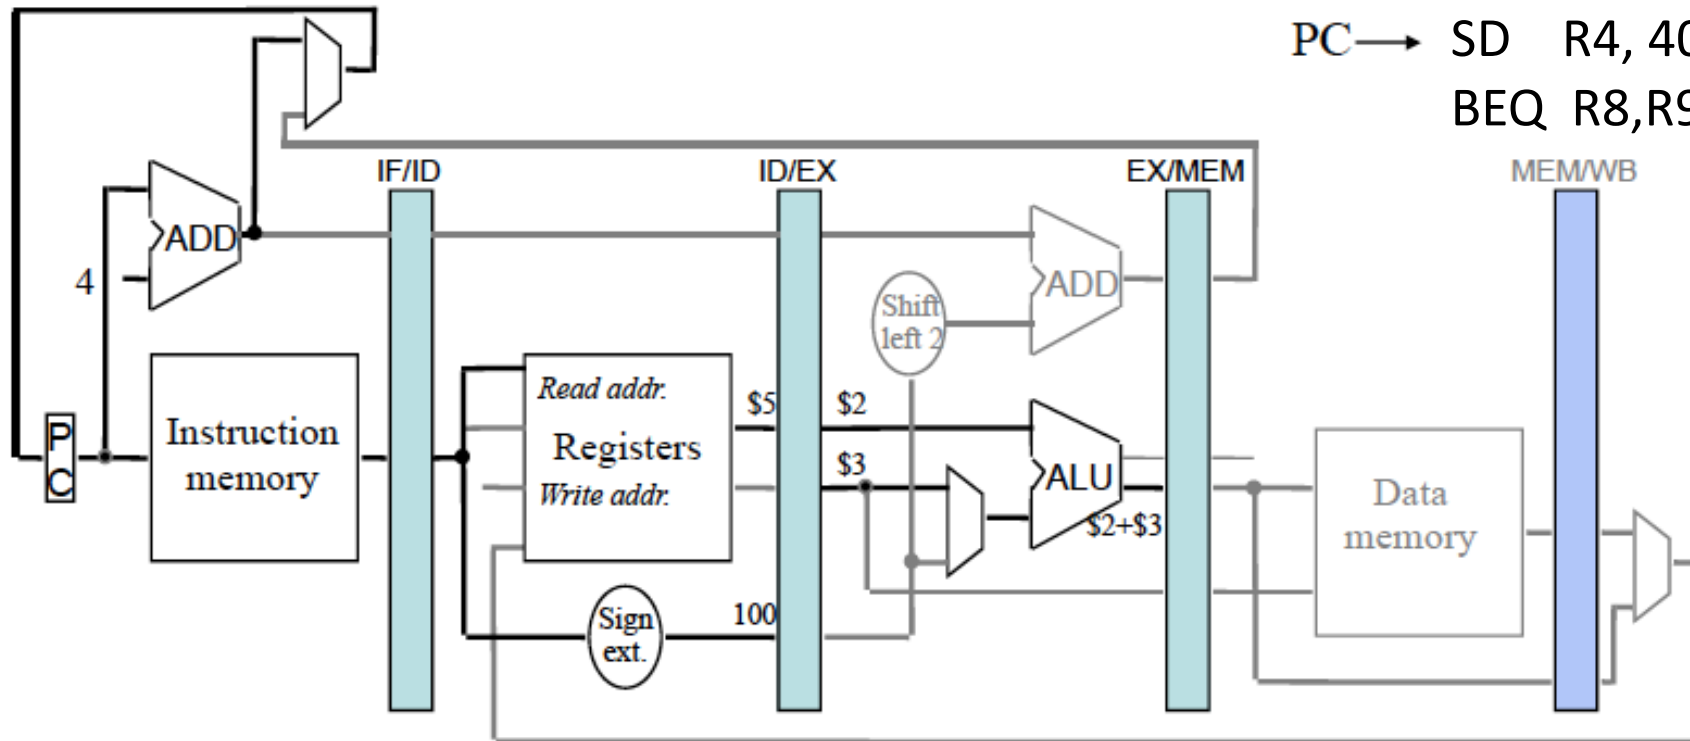 PC SD R4, 40
BEQ R8,R9
IF/ID
ID/EX
EX/MEM
MEM/WB
ADD
4
ADD
Shift
left 2
PC
Instruction
memory
Read addr.
Registers
Write addr.
$5
$2
$3
ALU
$2+$3
Data
memory
Sign
ext.
100